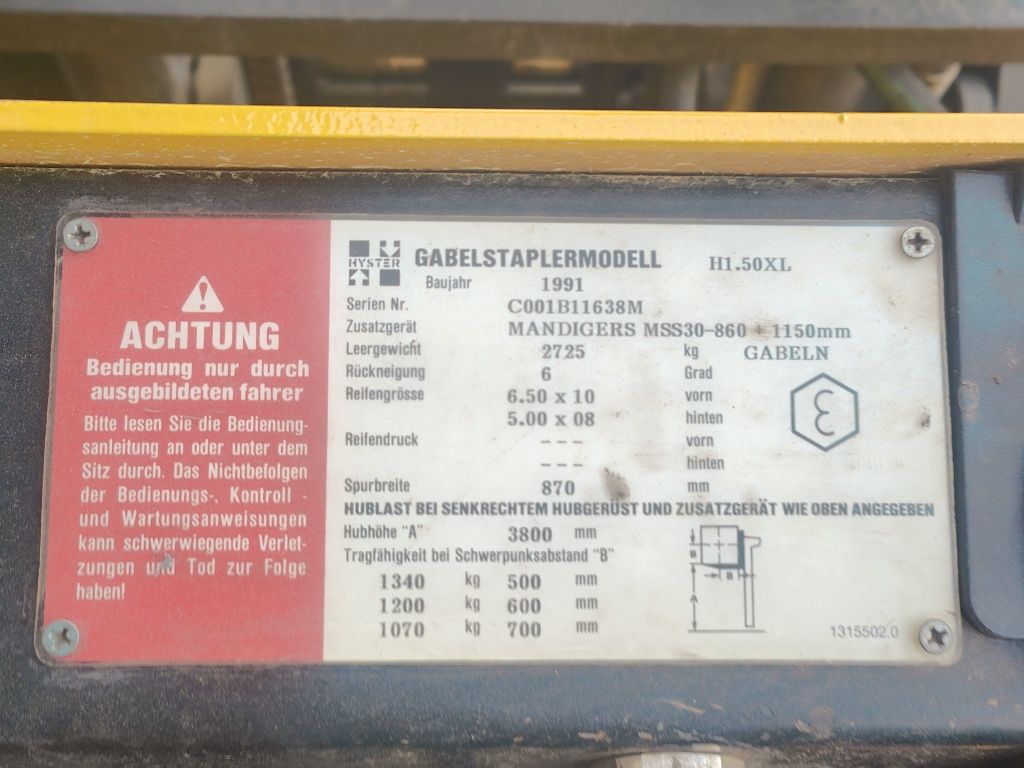 ACHTUNG
Bedienung nur durch
ausgebildeten fahrer
Bitte lesen Sie die Bedienung-
sanleitung an oder unter dem
Sitz durch. Das Nichtbefolgen
der Bedienungs-, Kontroll -
und Wartungsanweisungen
kann schwerwiegende Verlet-
zungen und Tod zur Folge
haben!
HYSTER
GABELSTAPLERMODELL H1.50XL
Baujahr 1991
Serien Nr. C001B11638M
Zusatzgerät MANDIGERS MSS30-860 + 1150mm
Leergewicht 2725 kg GABELN
Rückneigung 6 Grad
Reifengrösse 6.50 x 10 vorn
5.00 x 08 hinten
Reifendruck --- vorn
--- hinten
Spurbreite 870 mm
HUBLAST BEI SENKRECHTEM HUBGERÜST UND ZUSATZGERÄT WIE OBEN ANGEGEBEN
Hubhöhe "A" 3800 mm
Tragfähigkeit bei Schwerpunksabstand "B"
1340 kg 500 mm
1200 kg 600 mm
1070 kg 700 mm
B
B
A
1315502.0